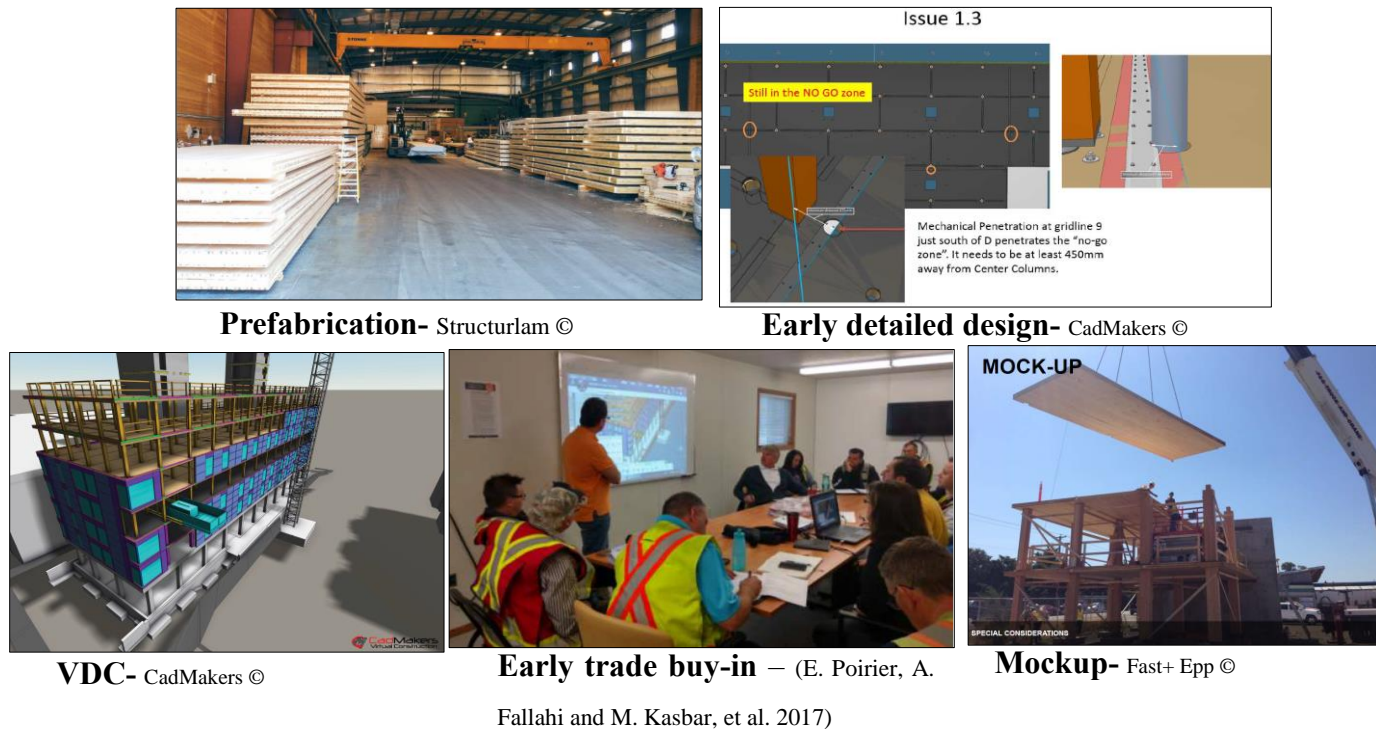 Issue 1.3
Still in the NO GO zone
Mechanical Penetration at gridline 9
just south of D penetrates the “no-go
zone”. It needs to be at least 450mm
away from Center Columns.
Prefabrication- Structurlam ©
Early detailed design- CadMakers ©
CadMakers
Virtual Construction
MOCK-UP
SPECIAL CONSIDERATIONS
VDC- CadMakers ©
Early trade buy-in – (E. Poirier, A.
Fallahi and M. Kasbar, et al. 2017)
Mockup- Fast+ Epp ©